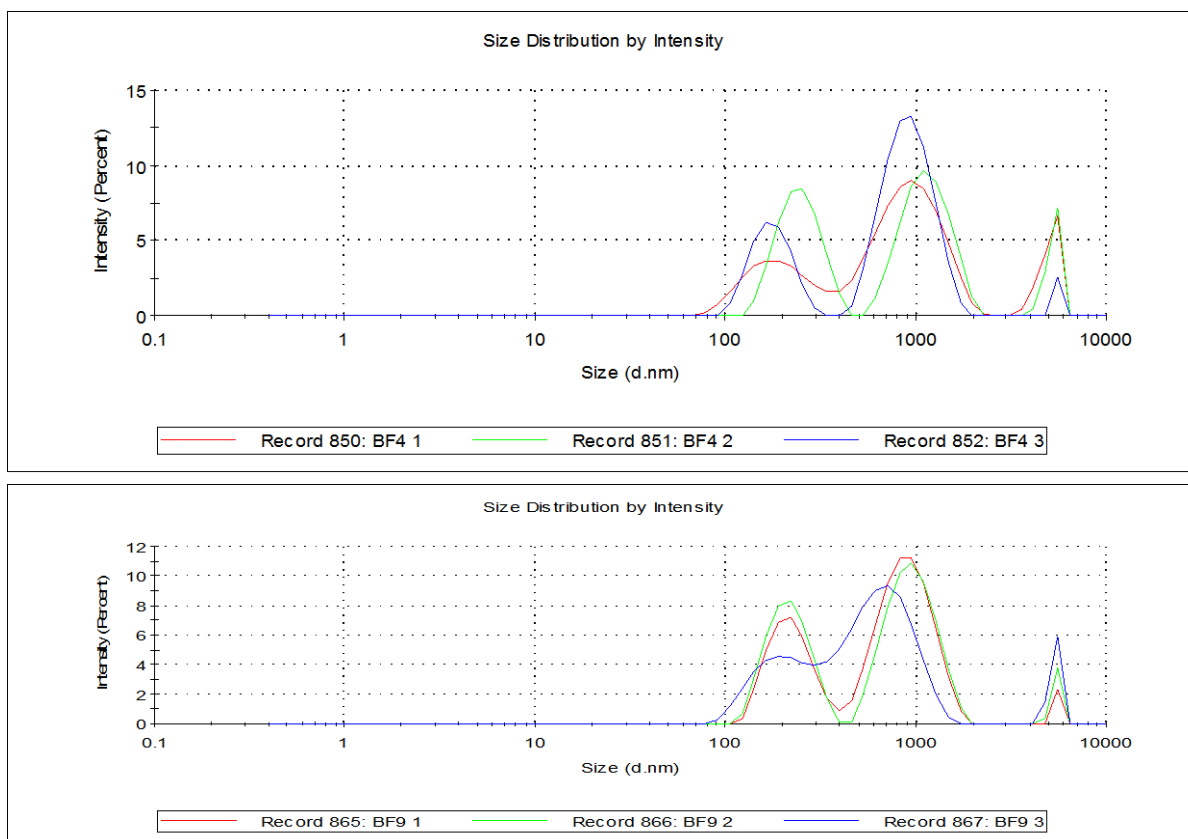 Size Distribution by Intensity
15
10
5
0
Intensity (Percent)
0.1 1 10 100 1000 10000
Size (d.nm)
Record 850: BF4 1 Record 851: BF4 2 Record 852: BF4 3
Size Distribution by Intensity
12
10
8
6
4
2
0
Intensity (Percent)
0.1 1 10 100 1000 10000
Size (d.nm)
Record 865: BF9 1 Record 866: BF9 2 Record 867: BF9 3